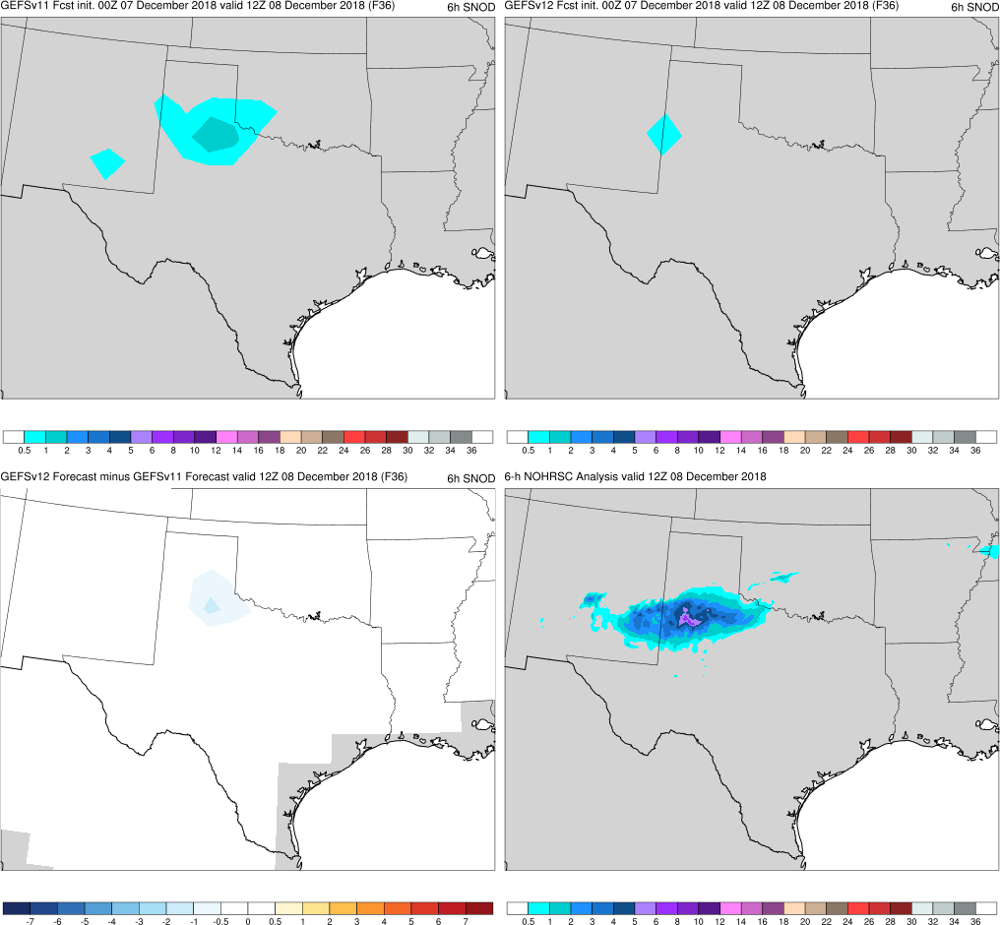 GEFSv11 Fcst init. 00Z 07 December 2018 valid 12Z 08 December 2018 (F36) 6h SNOD
GEFSv12 Fcst init. 00Z 07 December 2018 valid 12Z 08 December 2018 (F36) 6h SNOD
0.5 1 2 3 4 5 6 8 10 12 14 16 18 20 22 24 26 28 30 32 34 36
0.5 1 2 3 4 5 6 8 10 12 14 16 18 20 22 24 26 28 30 32 34 36
GEFSv12 Forecast minus GEFSv11 Forecast valid 12Z 08 December 2018 (F36) 6h SNOD
6-h NOHRSC Analysis valid 12Z 08 December 2018
-7 -6 -5 -4 -3 -2 -1 -0.5 0 0.5 1 2 3 4 5 6 7
0.5 1 2 3 4 5 6 8 10 12 14 16 18 20 22 24 26 28 30 32 34 36